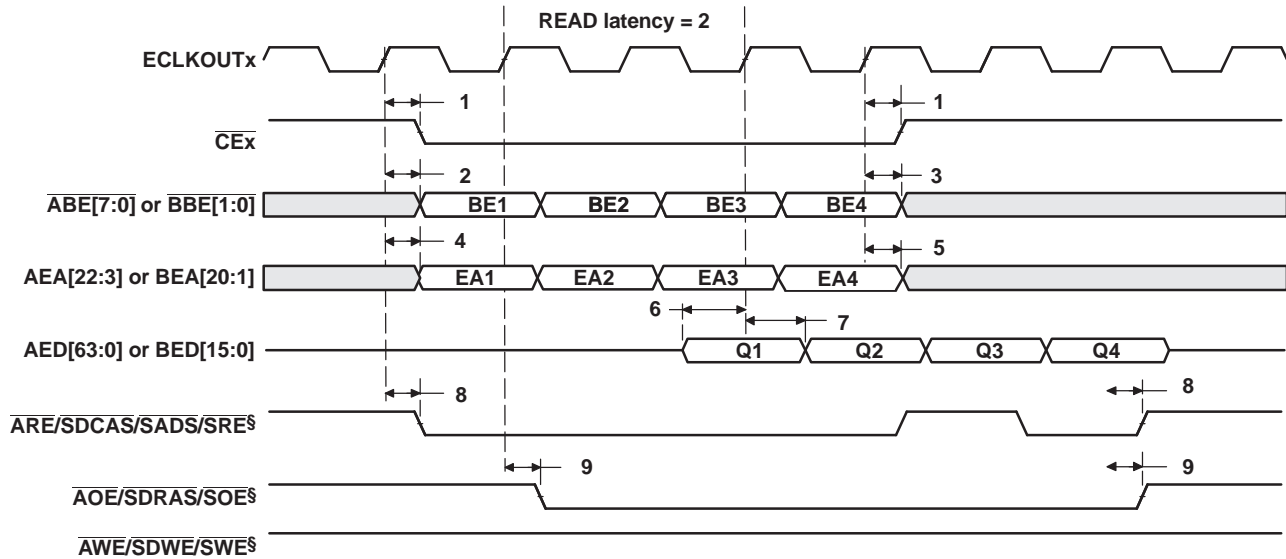 READ latency = 2
ECLKOUTx
1 1
CEx
2 3
ABE[7:0] or BBE[1:0] BE1 BE2 BE3 BE4
4 5
AEA[22:3] or BEA[20:1] EA1 EA2 EA3 EA4
6 7
AED[63:0] or BED[15:0] Q1 Q2 Q3 Q4
8 8
ARE/SDCAS/SADS/SRE§
9 9
AOE/SDRAS/SOE§
AWE/SDWE/SWE§